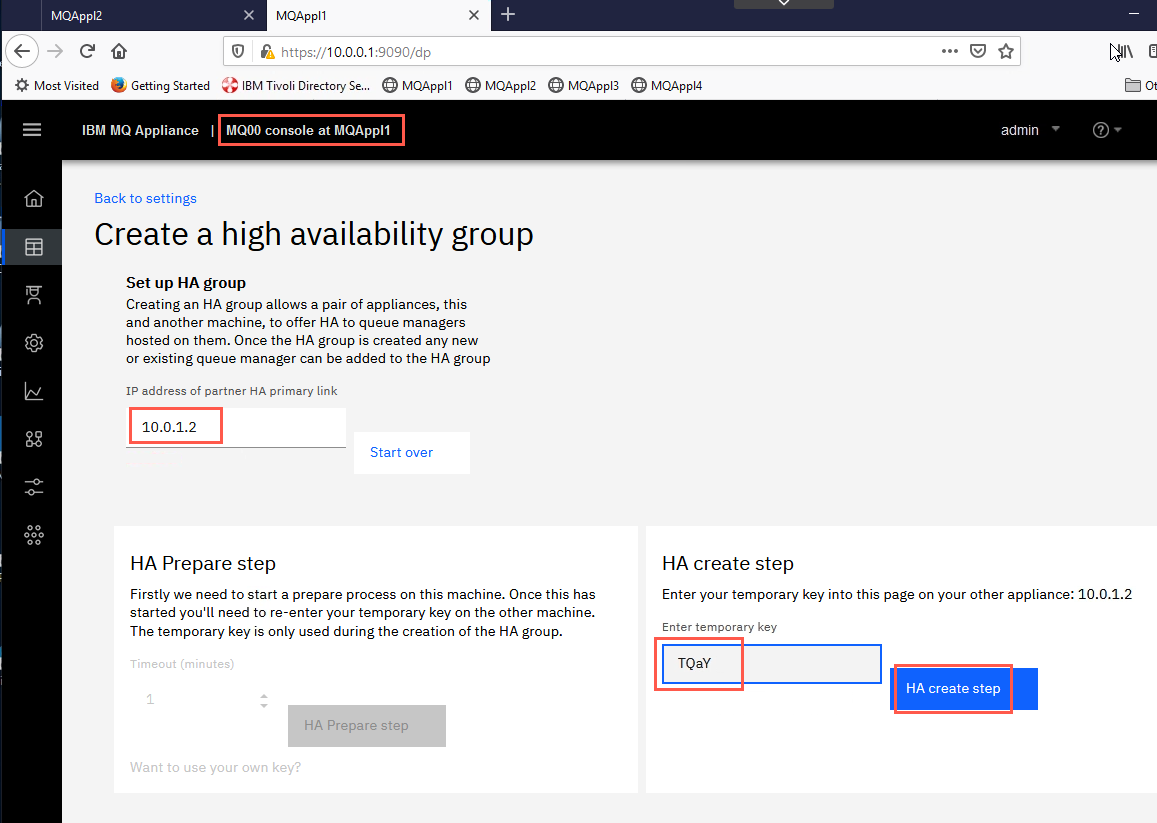 MQAppl2
MQAppl1
https://10.0.0.1:9090/dp
Most Visited
Getting Started
IBM Tivoli Directory Se...
MQAppl1
MQAppl2
MQAppl3
MQAppl4
Ot
IBM MQ Appliance | MQ00 console at MQAppl1
admin
Back to settings
Create a high availability group
Set up HA group
Creating an HA group allows a pair of appliances, this
and another machine, to offer HA to queue managers
hosted on them. Once the HA group is created any new
or existing queue manager can be added to the HA group
IP address of partner HA primary link
10.0.1.2
Start over
HA Prepare step
Firstly we need to start a prepare process on this machine. Once this has
started you'll need to re-enter your temporary key on the other machine.
The temporary key is only used during the creation of the HA group.
Timeout (minutes)
1
HA Prepare step
Want to use your own key?
HA create step
Enter your temporary key into this page on your other appliance: 10.0.1.2
Enter temporary key
TQaY
HA create step